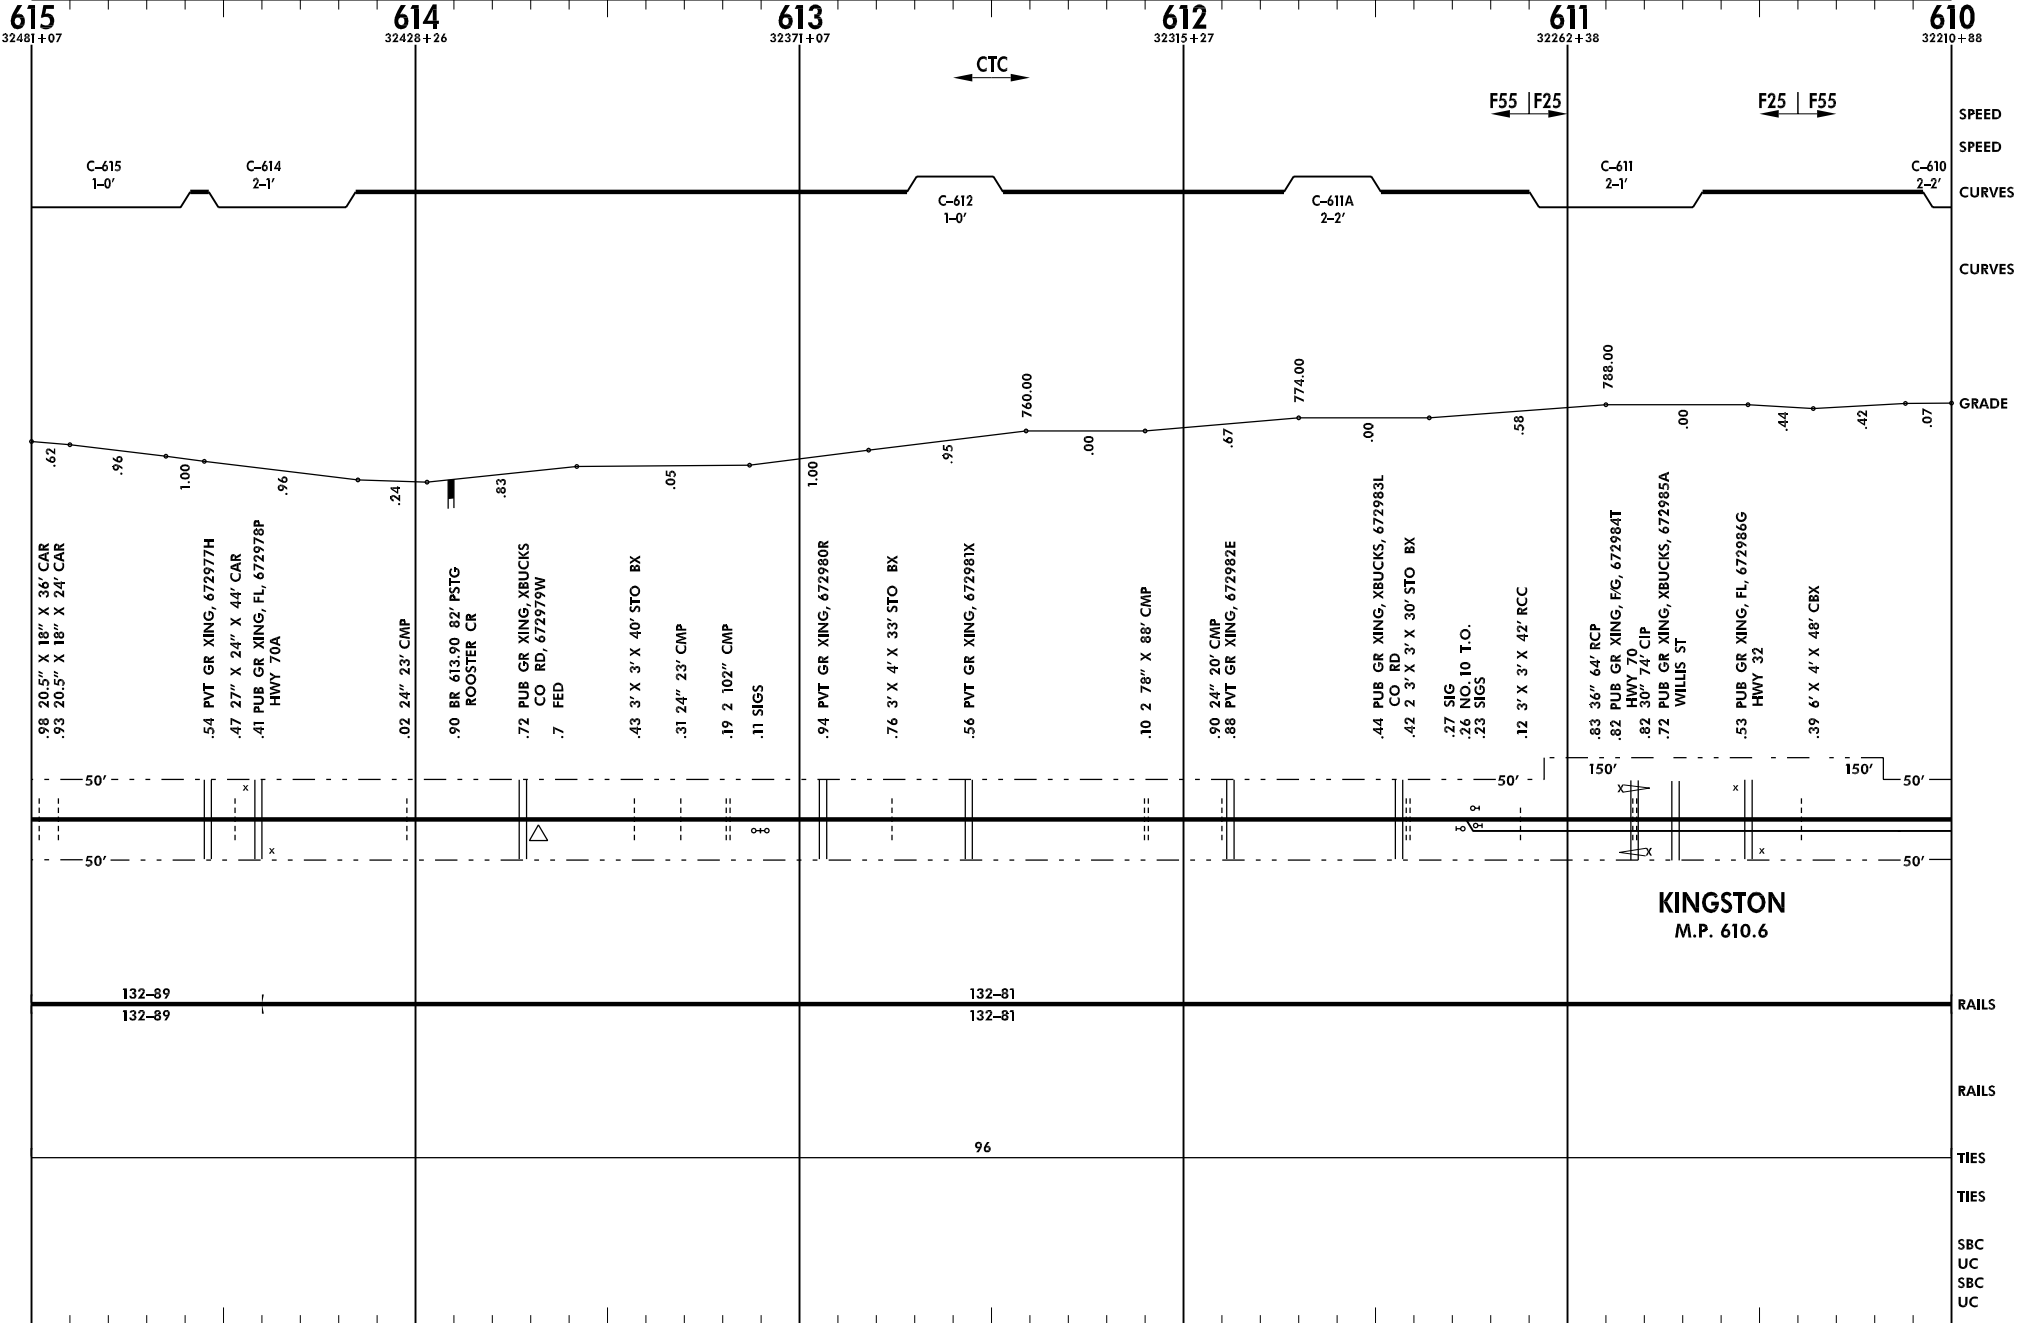 615 614 613 612 611 610
32481+07 32428+26 32371+07 32315+27 32262+38 32210+88
CTC
F55 F25 F25 F55
SPEED
SPEED
C–615
1–0'
C–614
2–1'
C–612
1–0'
C–611A
2–2'
C–611
2–1'
C–610
2–2'
CURVES
CURVES
760.00
774.00
788.00
GRADE
.62
.96
1.00
.96
.24
.83
.05
1.00
.95
.00
.67
.00
.58
.00
.44
.42
.07
.98 20.5" X 18" X 36' CAR
.93 20.5" X 18" X 24' CAR
.54 PVT GR XING, 672977H
.47 27" X 24" X 44' CAR
.41 PUB GR XING, FL, 672978P
HWY 70A
.02 24" 23' CMP
.90 BR 613.90 82' PSTG
ROOSTER CR
.72 PUB GR XING, XBUCKS
CO RD, 672979W
.7 FED
.43 3' X 3' X 40' STO BX
.31 24" 23' CMP
.19 2 102" CMP
.11 SIGS
.94 PVT GR XING, 672980R
.76 3' X 4' X 33' STO BX
.56 PVT GR XING, 672981X
.10 2 78" X 88' CMP
.90 24" 20' CMP
.88 PVT GR XING, 672982E
.44 PUB GR XING, XBUCKS, 672983L
CO RD
.42 2 3' X 3' X 30' STO BX
.27 SIG
.26 NO. 10 T.O.
.23 SIGS
.12 3' X 3' X 42' RCC
.83 36" 64' RCP
.82 PUB GR XING, F/G, 672984T
HWY 70
.82 30" 74' CIP
.72 PUB GR XING, XBUCKS, 672985A
WILLIS ST
.53 PUB GR XING, FL, 672986G
HWY 32
.39 6' X 4' X 48' CBX
50' 50' 150' 150' 50'
x x x
x x x
50' 50'
KINGSTON
M.P. 610.6
132–89 132–81
RAILS
132–89 132–81
RAILS
96
TIES
TIES
SBC
UC
SBC
UC